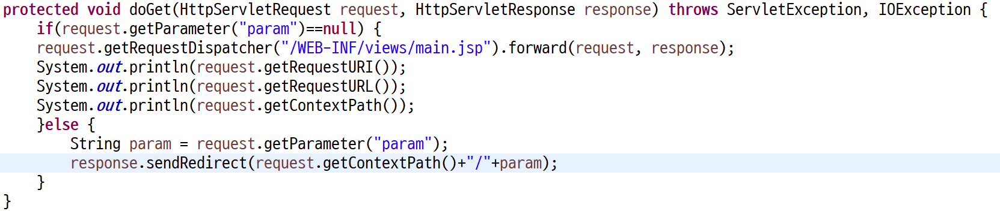 protected void doGet(HttpServletRequest request, HttpServletResponse response) throws ServletException, IOException {
    if(request.getParameter("param")==null) {
    request.getRequestDispatcher("/WEB-INF/views/main.jsp").forward(request, response);
    System.out.println(request.getRequestURI());
    System.out.println(request.getRequestURL());
    System.out.println(request.getContextPath());
    }else {
        String param = request.getParameter("param");
        response.sendRedirect(request.getContextPath()+"/"+param);
    }
}